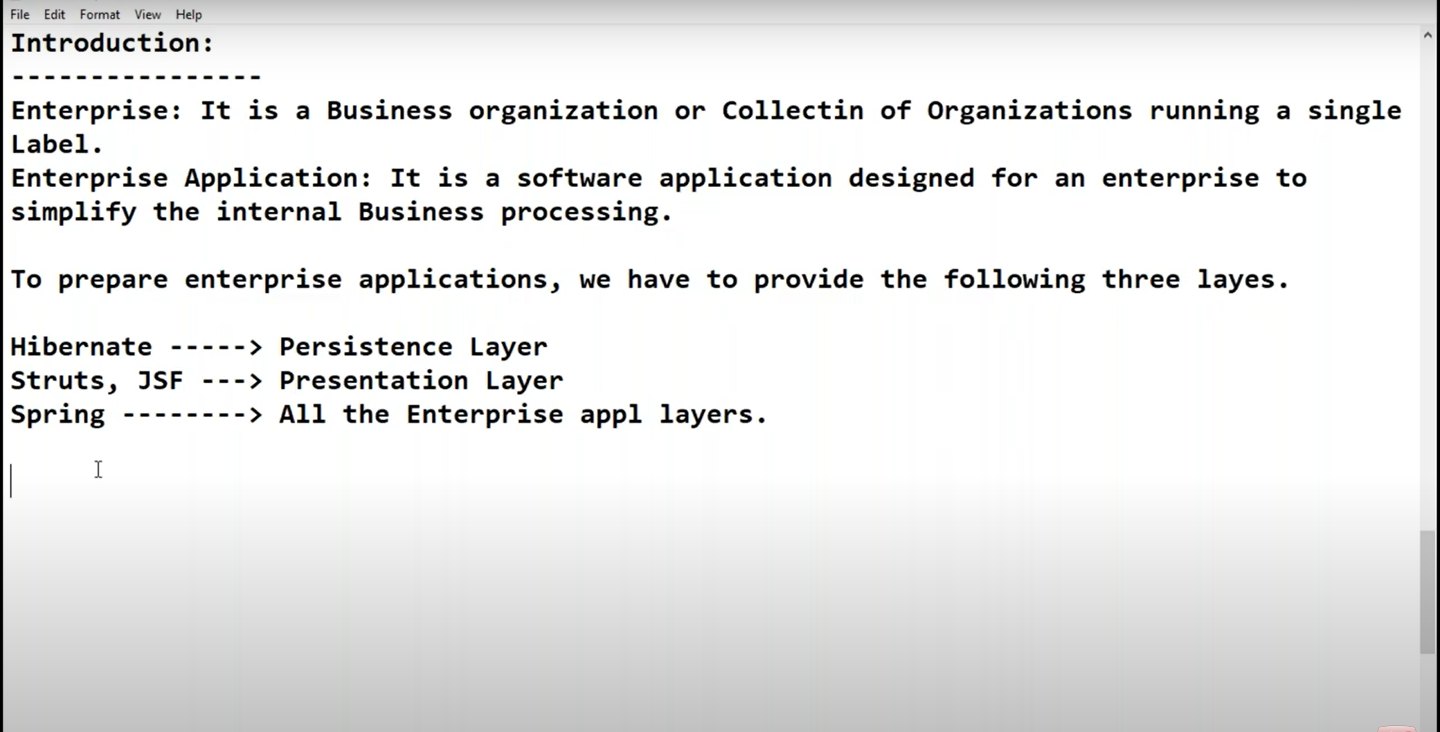 File Edit Format View Help
Introduction:
----------------
Enterprise: It is a Business organization or Collectin of Organizations running a single
Label.
Enterprise Application: It is a software application designed for an enterprise to
simplify the internal Business processing.
To prepare enterprise applications, we have to provide the following three layes.
Hibernate -----> Persistence Layer
Struts, JSF ---> Presentation Layer
Spring --------> All the Enterprise appl layers.